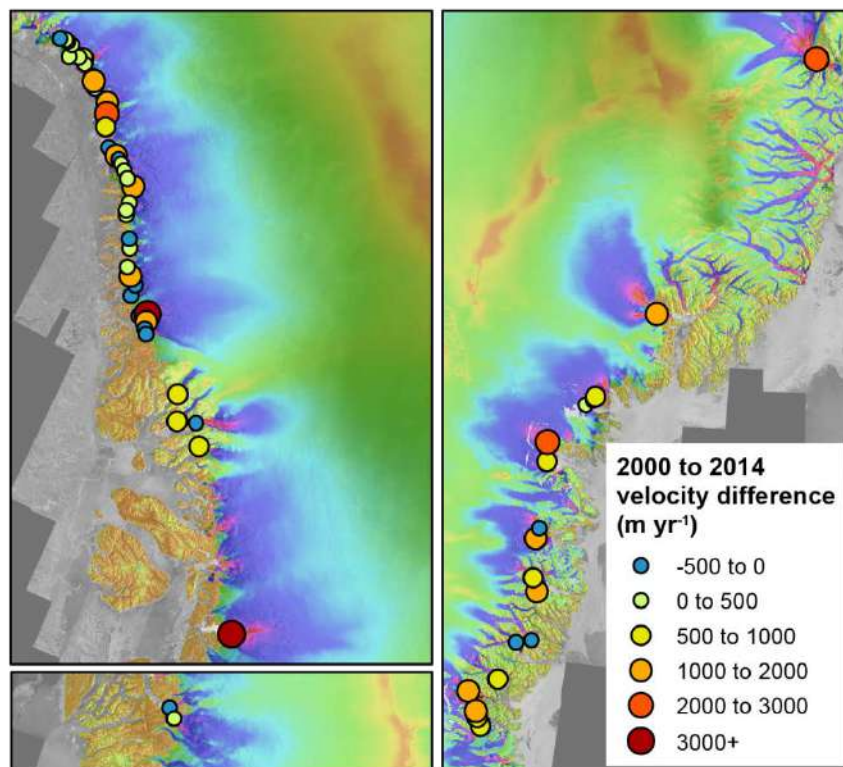 2000 to 2014
velocity difference
(m yr⁻¹)
-500 to 0
0 to 500
500 to 1000
1000 to 2000
2000 to 3000
3000+